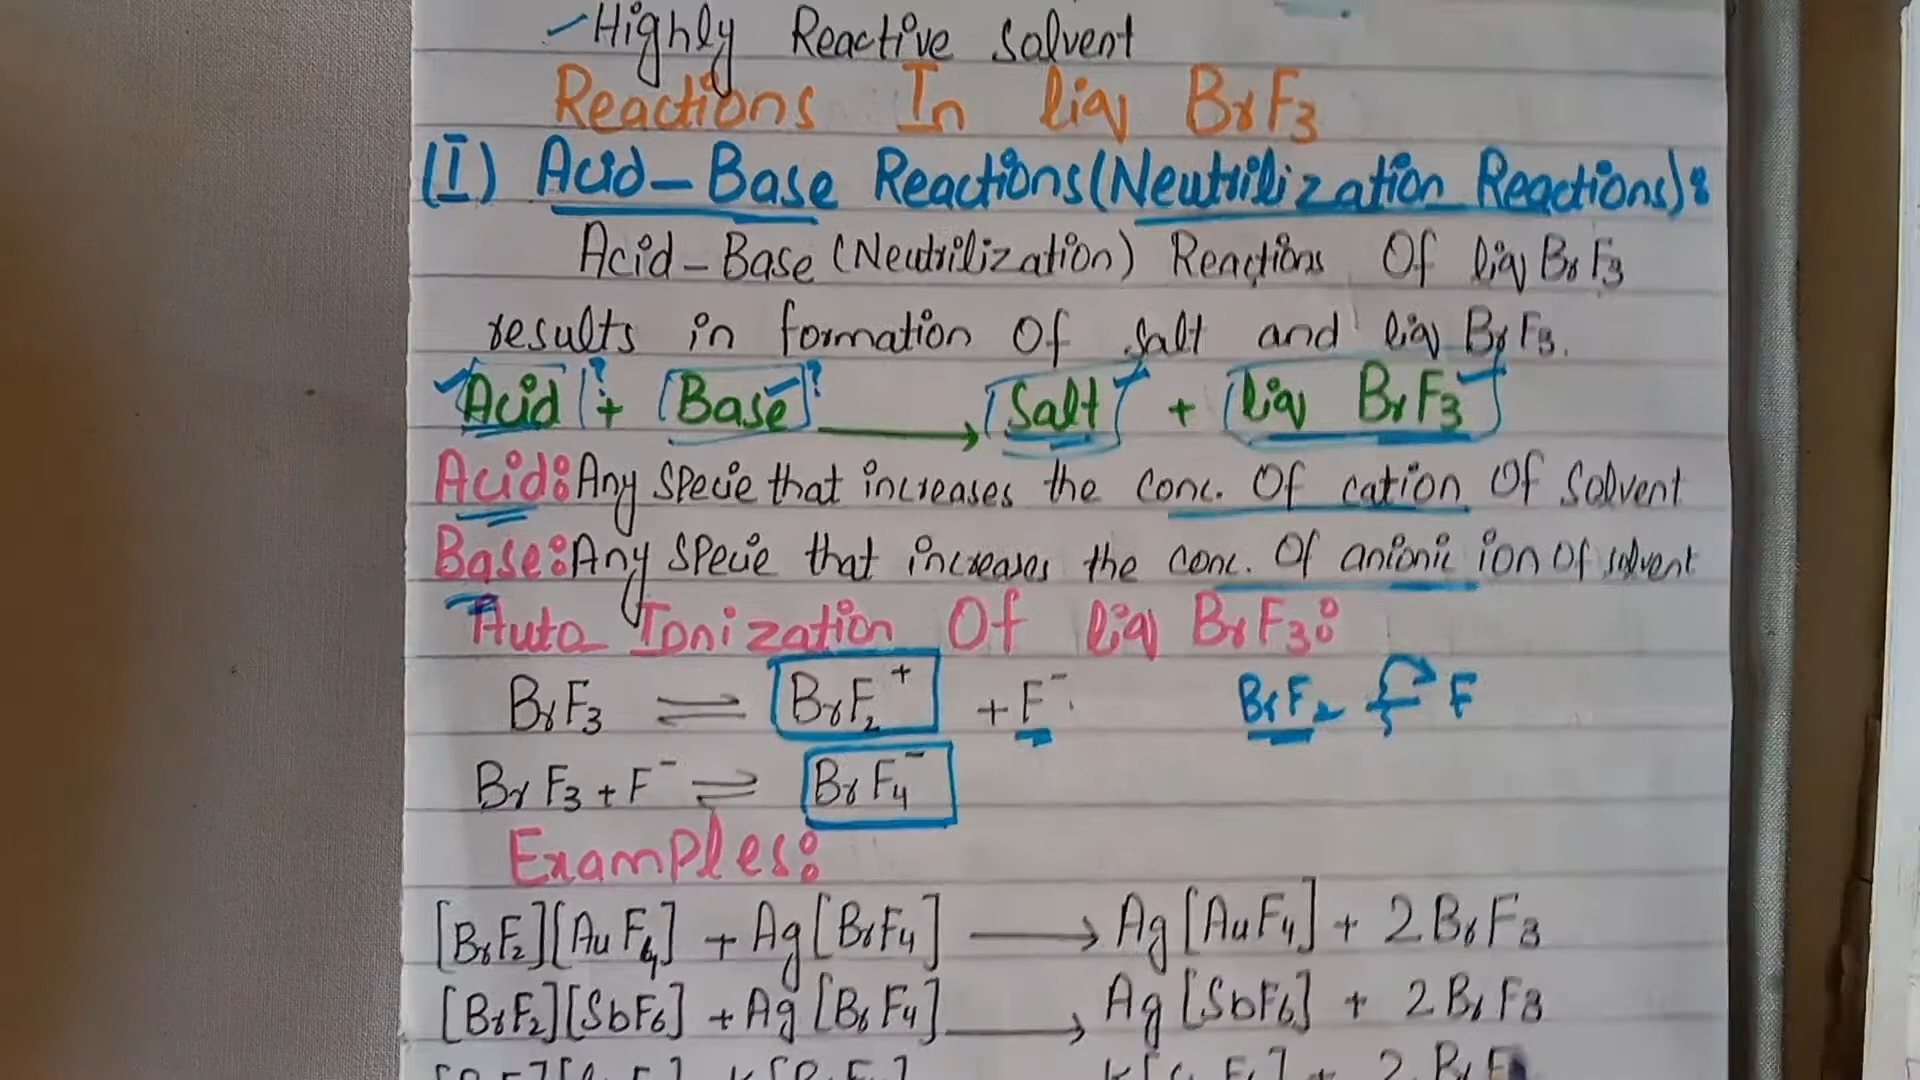 Highly Reactive Solvent
Reactions In liq BrF3
(I) Acid-Base Reactions (Neutrilization Reactions):
Acid-Base (Neutrilization) Reactions Of liq BrF3
results in formation Of salt and liq BrF3.
Acid ? + Base ? → Salt + liq BrF3
Acid: Any specie that increases the conc. Of cation Of Solvent
Base: Any specie that increases the conc. Of anionic ion Of solvent
Auto Ionization Of liq BrF3:
BrF3 ⇌ BrF2+ + F- BrF2 F
BrF3 + F- ⇌ BrF4-
Examples:
[BrF2][AuF4] + Ag[BrF4] → Ag[AuF4] + 2BrF3
[BrF2][SbF6] + Ag[BrF4] → Ag[SbF6] + 2BrF3